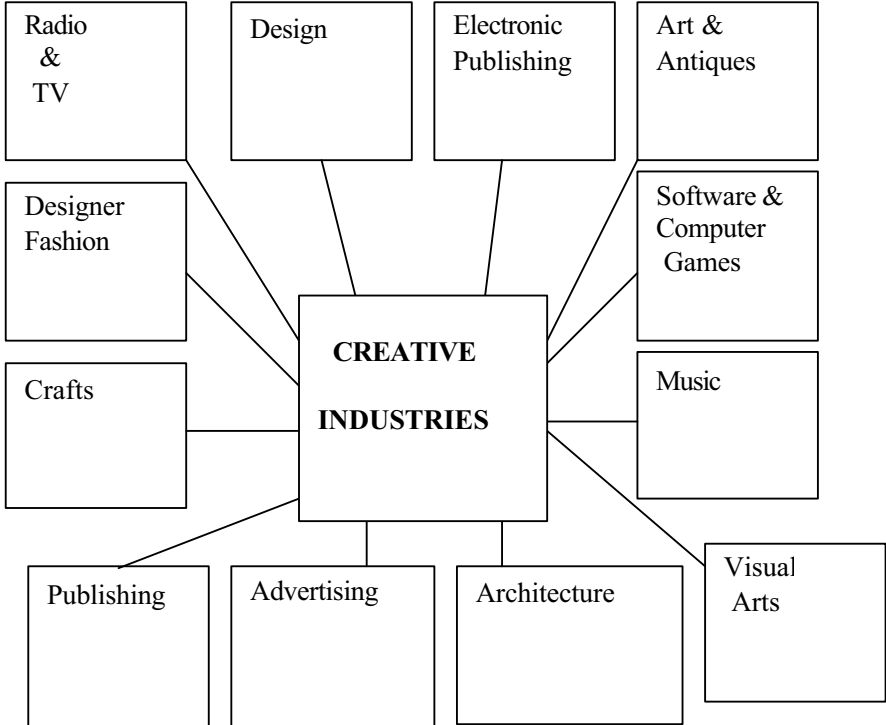 Radio
&
TV
Design
Electronic
Publishing
Art &
Antiques
Designer
Fashion
Software &
Computer
Games
CREATIVE
INDUSTRIES
Crafts
Music
Publishing
Advertising
Architecture
Visual
Arts